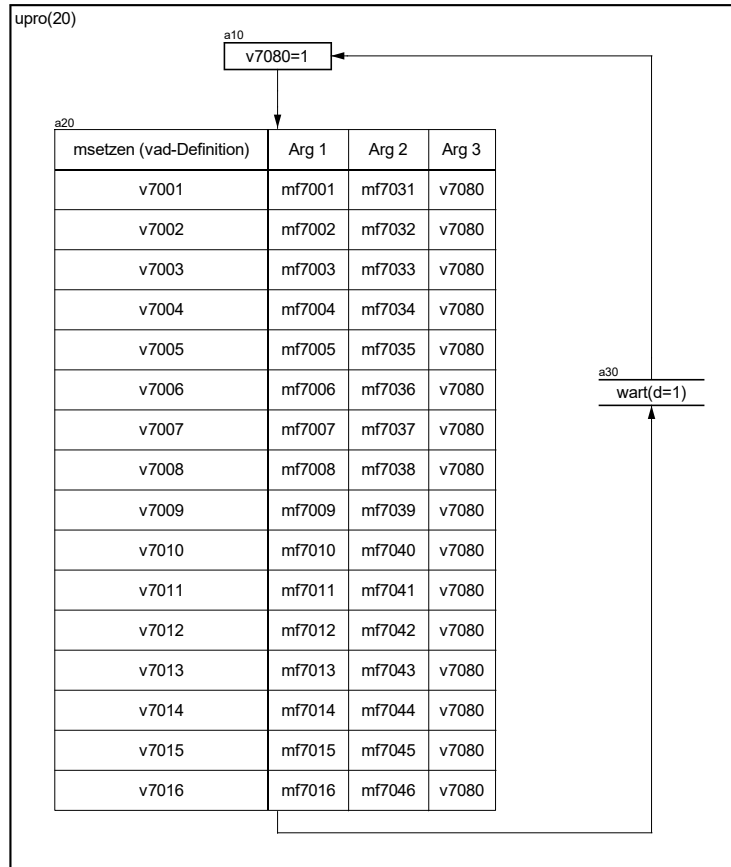 upro(20)
a10
v7080=1
a20
msetzen (vad-Definition) Arg 1 Arg 2 Arg 3
v7001 mf7001 mf7031 v7080
v7002 mf7002 mf7032 v7080
v7003 mf7003 mf7033 v7080
v7004 mf7004 mf7034 v7080
v7005 mf7005 mf7035 v7080
v7006 mf7006 mf7036 v7080
v7007 mf7007 mf7037 v7080
v7008 mf7008 mf7038 v7080
v7009 mf7009 mf7039 v7080
v7010 mf7010 mf7040 v7080
v7011 mf7011 mf7041 v7080
v7012 mf7012 mf7042 v7080
v7013 mf7013 mf7043 v7080
v7014 mf7014 mf7044 v7080
v7015 mf7015 mf7045 v7080
v7016 mf7016 mf7046 v7080
a30
wart(d=1)